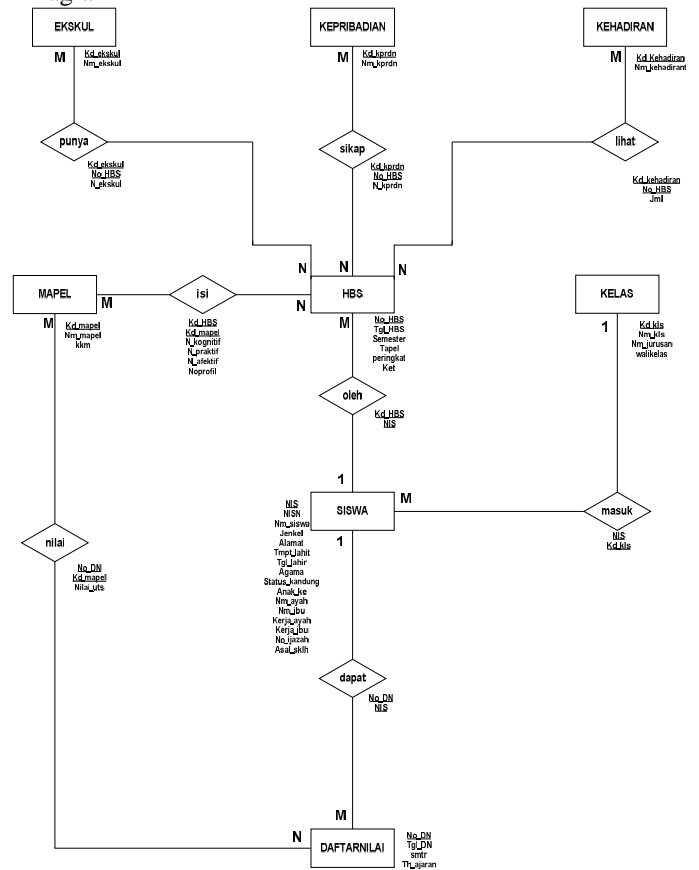 EKSKUL
M
Kd_ekskul
Nm_ekskul
KEPRIBADIAN
M
Kd_kprdn
Nm_kprdn
KEHADIRAN
M
Kd_Kehadiran
Nm_kehadirant
punya
Kd_ekskul
No_HBS
N_ekskul
sikap
Kd_kprdn
No_HBS
N_kprdn
lihat
Kd_kehadiran
No_HBS
Jml
N
N
N
MAPEL
M
M
Kd_mapel
Nm_mapel
kkm
isi
N
Kd_HBS
Kd_mapel
N_kognitif
N_praktif
N_afektif
Noprofil
HBS
M
No_HBS
Tgl_HBS
Semester
Tapel
peringkat
Ket
KELAS
1
Kd_kls
Nm_kls
Nm_jurusan
walikelas
oleh
Kd_HBS
NIS
1
SISWA
M
1
NIS
NISN
Nm_siswa
Jenkel
Alamat
Tmpt_lahit
Tgl_lahir
Agama
Status_kandung
Anak_ke
Nm_ayah
Nm_ibu
Kerja_ayah
Kerja_ibu
No_ijazah
Asal_sklh
masuk
NIS
Kd_kls
nilai
No_DN
Kd_mapel
Nilai_uts
dapat
No_DN
NIS
M
N
DAFTARNILAI
No_DN
Tgl_DN
smtr
Th_ajaran